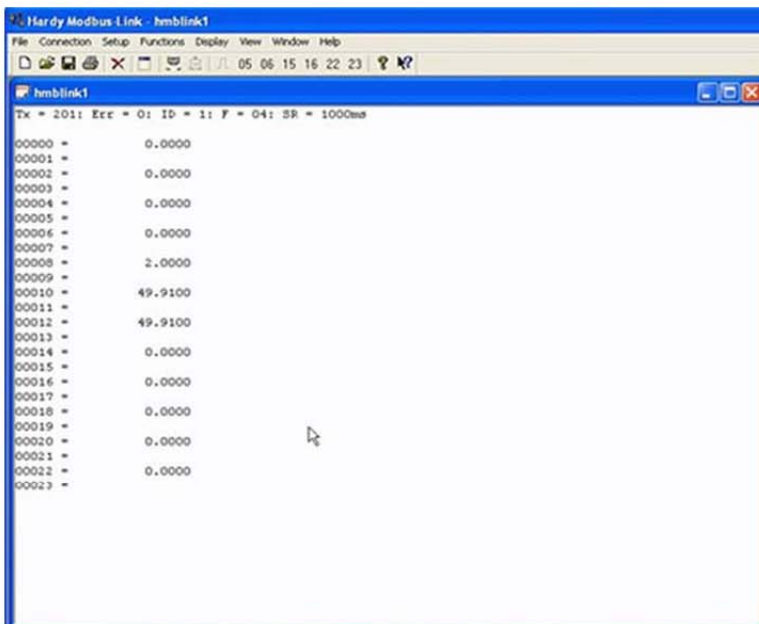 Hardy Modbus-Link - hmblink1
File Connection Setup Functions Display View Window Help
05 06 15 16 22 23
hmblink1
Tx = 201: Err = 0: ID = 1: F = 04: SR = 1000ms
00000 = 0.0000
00001 =
00002 = 0.0000
00003 =
00004 = 0.0000
00005 =
00006 = 0.0000
00007 =
00008 = 2.0000
00009 =
00010 = 49.9100
00011 =
00012 = 49.9100
00013 =
00014 = 0.0000
00015 =
00016 = 0.0000
00017 =
00018 = 0.0000
00019 =
00020 = 0.0000
00021 =
00022 = 0.0000
00023 =